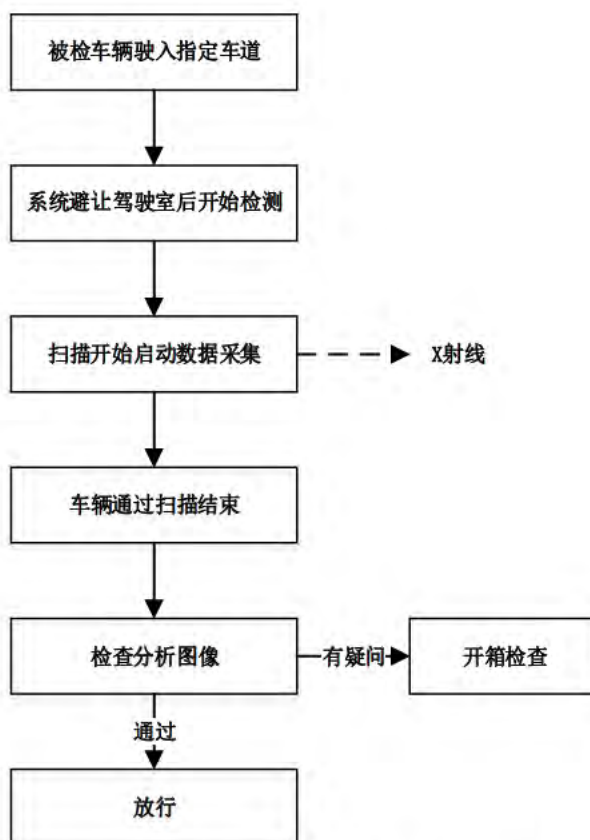 被检车辆驶入指定车道
系统避让驾驶室后开始检测
扫描开始启动数据采集
X射线
车辆通过扫描结束
检查分析图像
有疑问
开箱检查
通过
放行